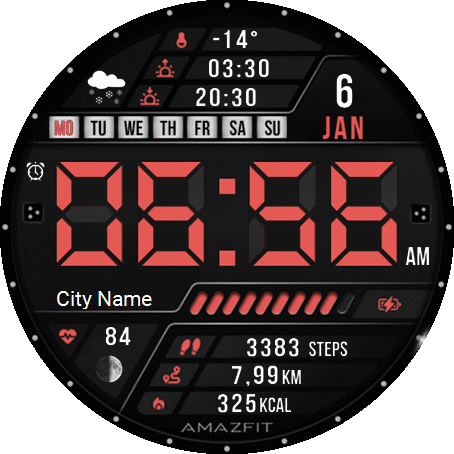 -14°
03:30
20:30
6
JAN
MO TU WE TH FR SA SU
06:56 AM
City Name
84
3383 STEPS
7,99 KM
325 KCAL
AMAZFIT